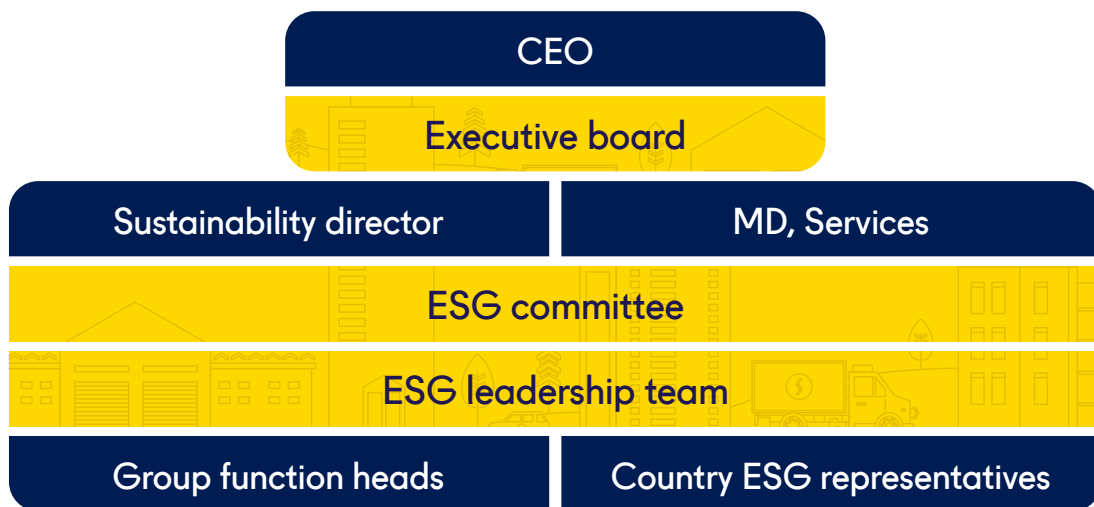 CEO
Executive board
Sustainability director
MD, Services
ESG committee
ESG leadership team
Group function heads
Country ESG representatives